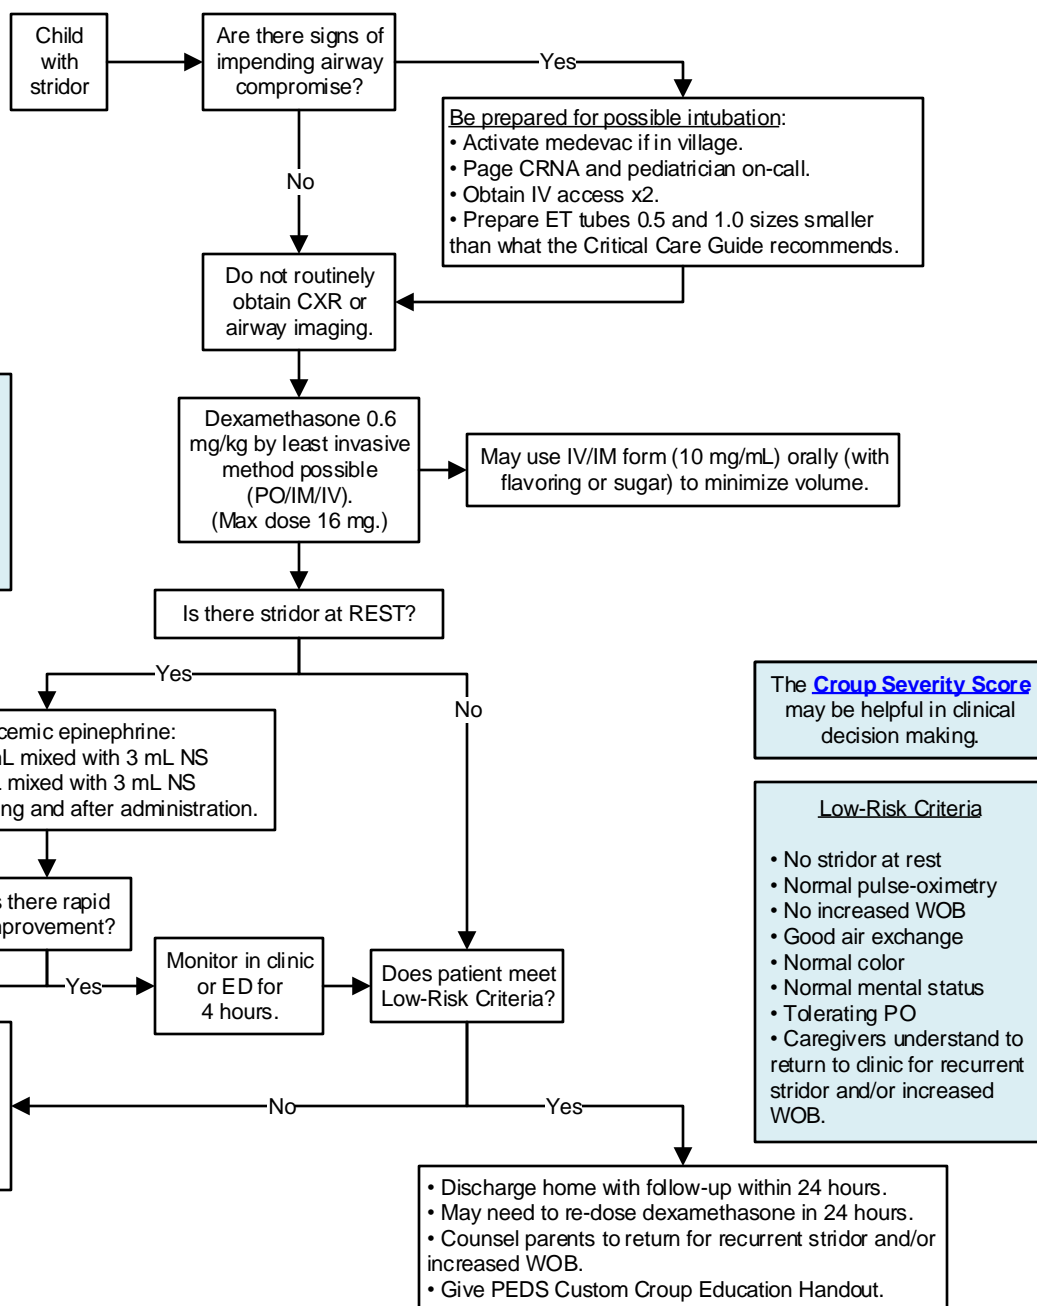 Child
with
stridor
Are there signs of
impending airway
compromise?
Yes
Be prepared for possible intubation:
• Activate medevac if in village.
• Page CRNA and pediatrician on-call.
• Obtain IV access x2.
• Prepare ET tubes 0.5 and 1.0 sizes smaller
than what the Critical Care Guide recommends.
No
Do not routinely
obtain CXR or
airway imaging.
Dexamethasone 0.6
mg/kg by least invasive
method possible
(PO/IM/IV).
(Max dose 16 mg.)
May use IV/IM form (10 mg/mL) orally (with
flavoring or sugar) to minimize volume.
Is there stridor at REST?
Yes
No
epinephrine:
mixed with 3 mL NS
mixed with 3 mL NS
and after administration.
there rapid
Yes
Monitor in clinic
or ED for
4 hours.
Does patient meet
Low-Risk Criteria?
No
Yes
The Croup Severity Score
may be helpful in clinical
decision making.
Low-Risk Criteria
• No stridor at rest
• Normal pulse-oximetry
• No increased WOB
• Good air exchange
• Normal color
• Normal mental status
• Tolerating PO
• Caregivers understand to
return to clinic for recurrent
stridor and/or increased
WOB.
• Discharge home with follow-up within 24 hours.
• May need to re-dose dexamethasone in 24 hours.
• Counsel parents to return for recurrent stridor and/or
increased WOB.
• Give PEDS Custom Croup Education Handout.